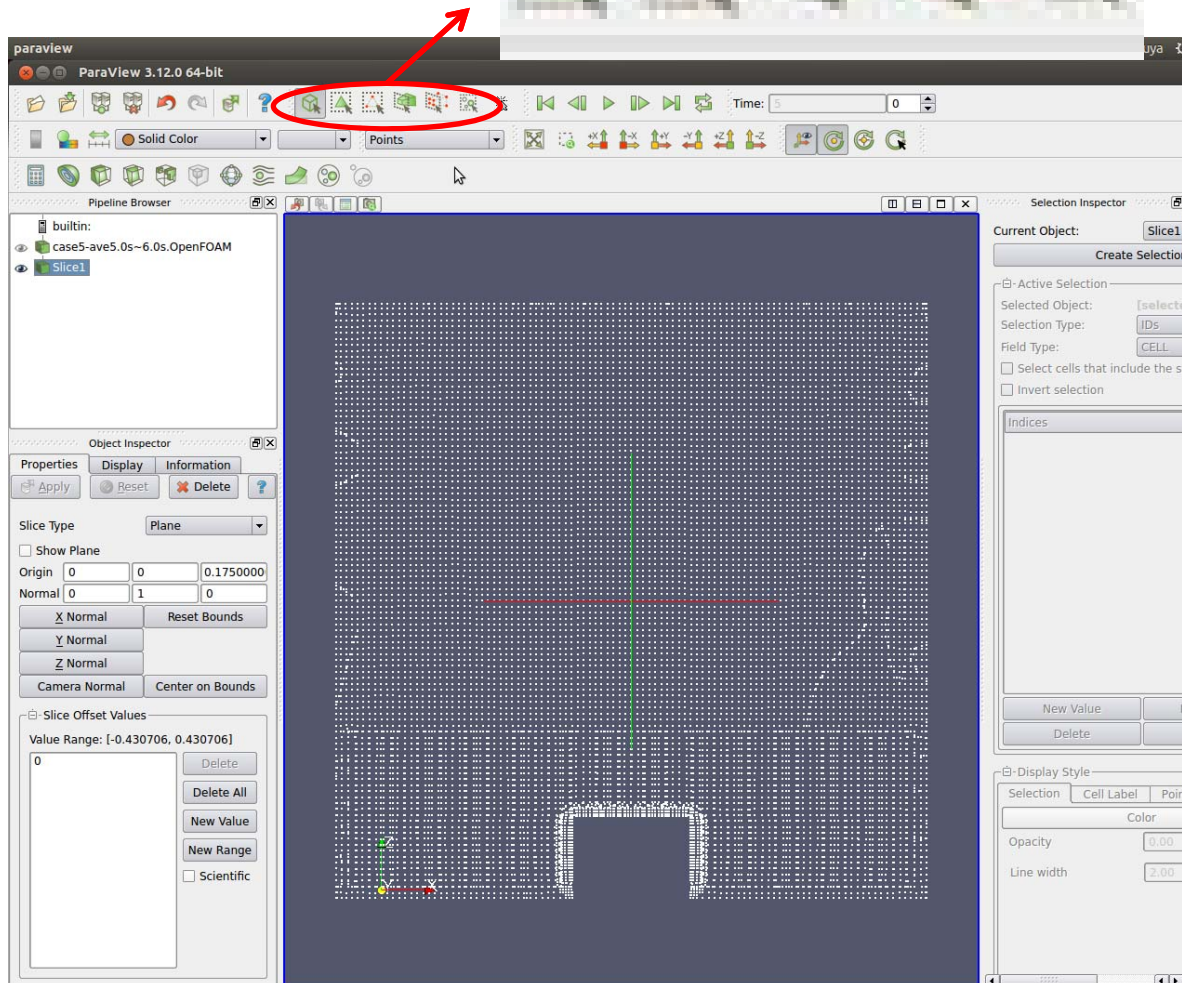 paraview
uya
ParaView 3.12.0 64-bit
Time: 5 0
Solid Color Points
+X -X +Y -Y +Z -Z
Pipeline Browser
builtin:
case5-ave5.0s~6.0s.OpenFOAM
Slice1
Object Inspector
Properties Display Information
Apply Reset Delete ?
Slice Type Plane
Show Plane
Origin 0 0 0.1750000
Normal 0 1 0
X Normal Reset Bounds
Y Normal
Z Normal
Camera Normal Center on Bounds
Slice Offset Values
Value Range: [-0.430706, 0.430706]
0
Delete
Delete All
New Value
New Range
Scientific
Z
Y X
Selection Inspector
Current Object: Slice1
Create Selection
Active Selection
Selected Object: [selecte
Selection Type: IDs
Field Type: CELL
Select cells that include the s
Invert selection
Indices
New Value
Delete
Display Style
Selection Cell Label Poin
Color
Opacity 0.00
Line width 2.00